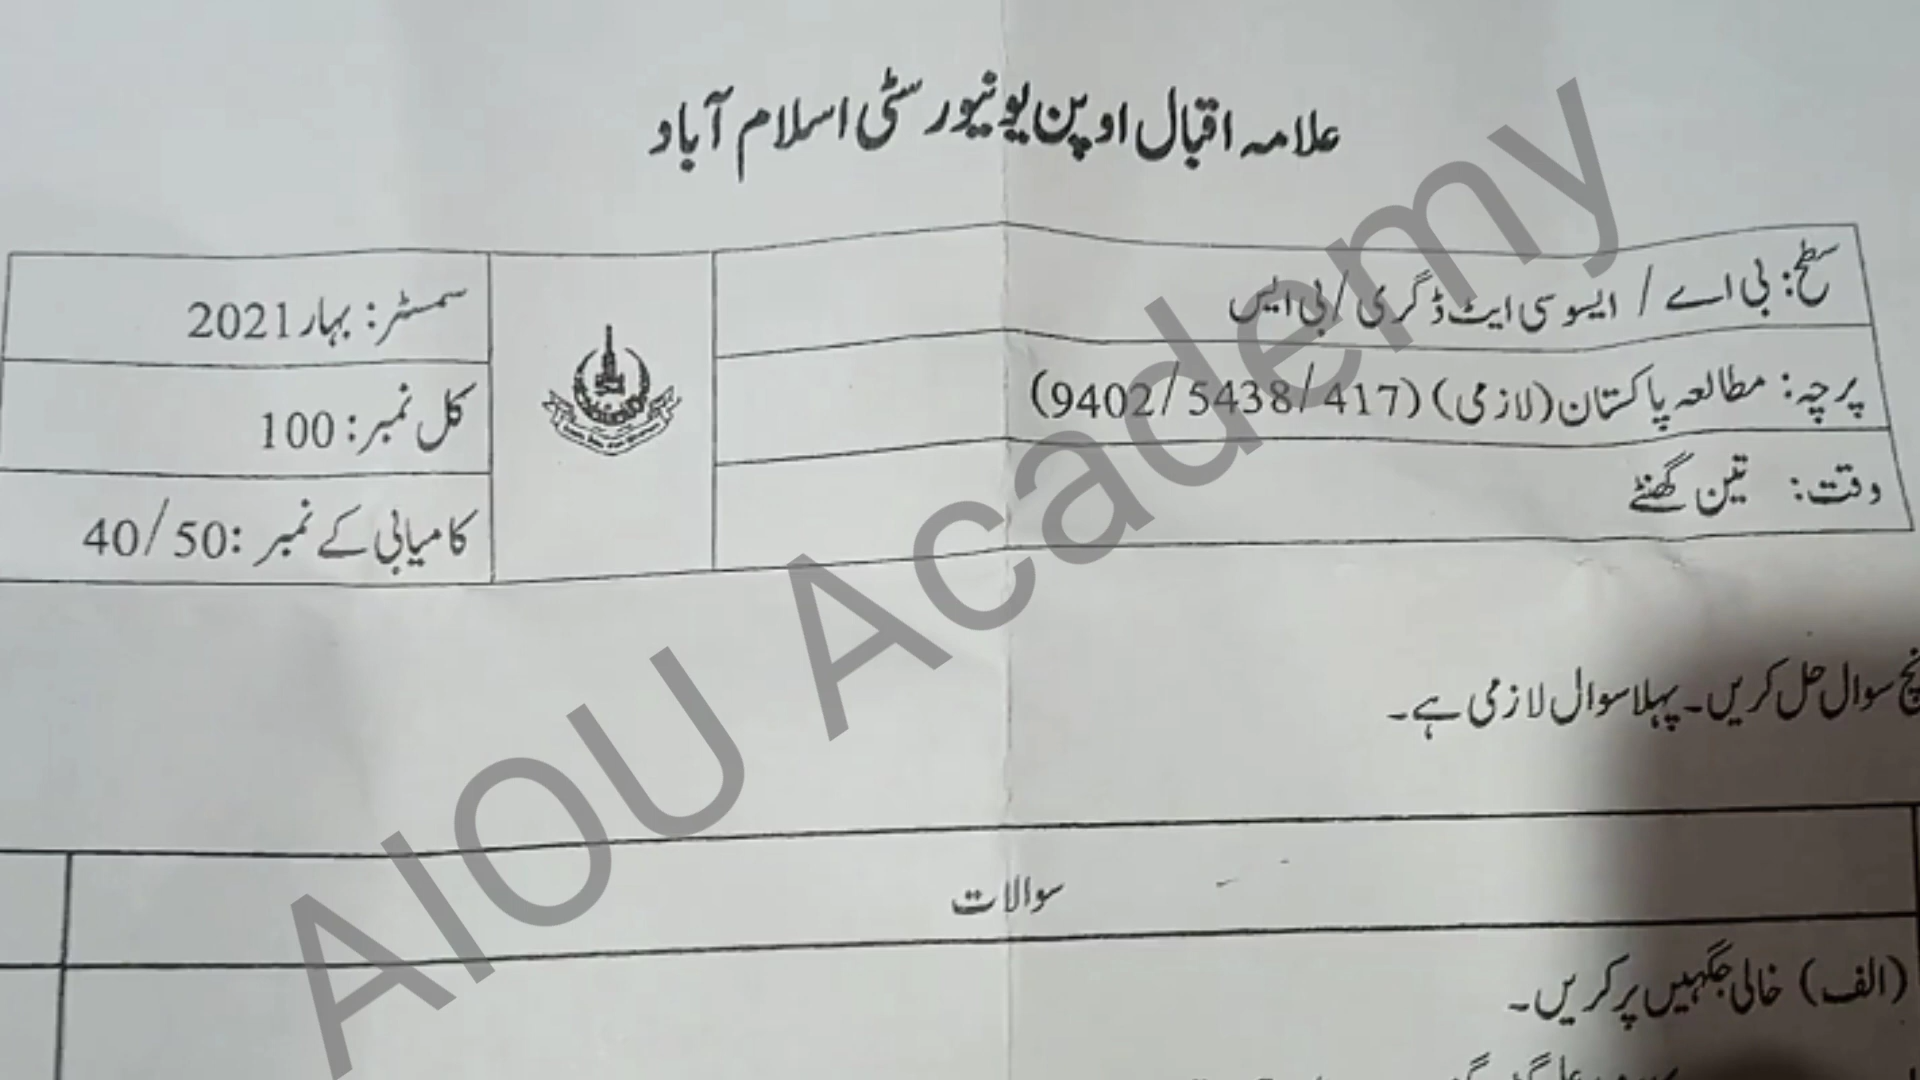 علامہ اقبال اوپن یونیورسٹی اسلام آباد
سطح: بی اے / ایسوسی ایٹ ڈگری / بی ایس
سمسٹر: بہار 2021
پرچہ: مطالعہ پاکستان (لازمی) (9402/5438/417)
کل نمبر: 100
وقت: تین گھنٹے
کامیابی کے نمبر: 40/50
سوال حل کریں۔ پہلا سوال لازمی ہے۔
سوالات
(الف) خالی جگہیں پر کریں۔
AIOU Academy